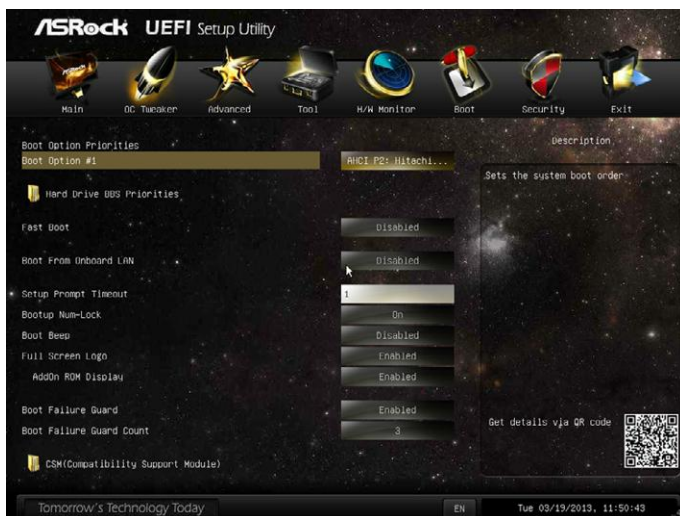 ASRock UEFI Setup Utility
Main OC Tweaker Advanced Tool H/W Monitor Boot Security Exit
Boot Option Priorities
Boot Option #1 AHCI P2: Hitachi...
Hard Drive BBS Priorities
Fast Boot Disabled
Boot From Onboard LAN Disabled
Setup Prompt Timeout 1
Bootup Num-Lock On
Boot Beep Disabled
Full Screen Logo Enabled
AddOn ROM Display Enabled
Boot Failure Guard Enabled
Boot Failure Guard Count 3
CSM(Compatibility Support Module)
Description
Sets the system boot order
Get details via QR code
Tomorrow's Technology Today EN Tue 03/19/2013, 11:50:43